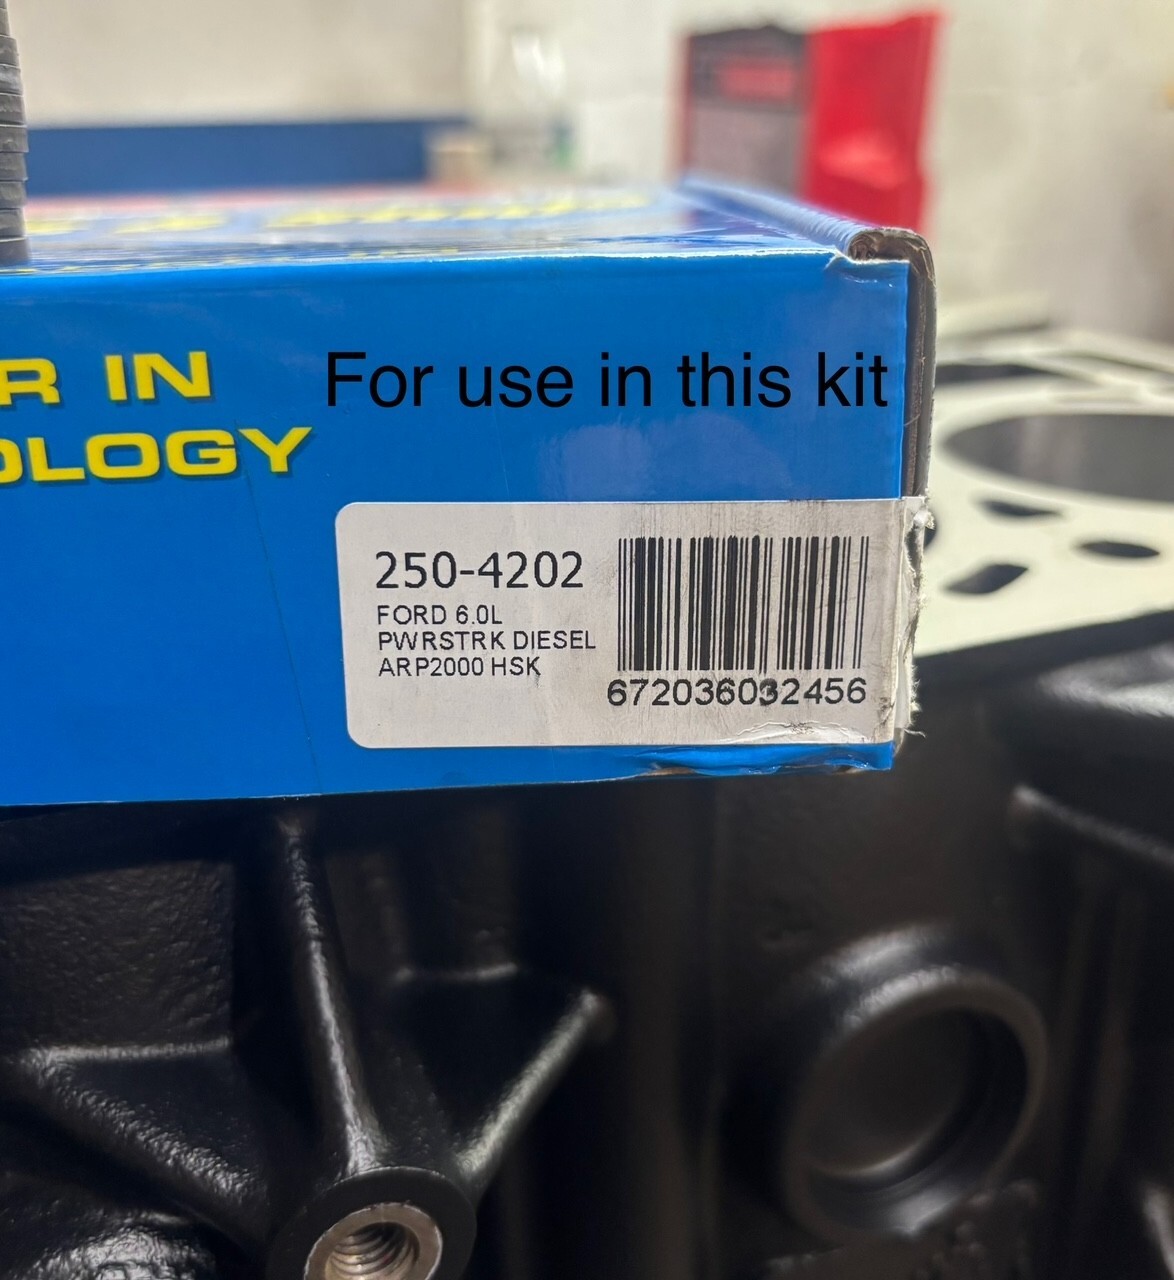 R IN
OLOGY
For use in this kit
250-4202
FORD 6.0L
PWRSTRK DIESEL
ARP2000 HSK
672036032456